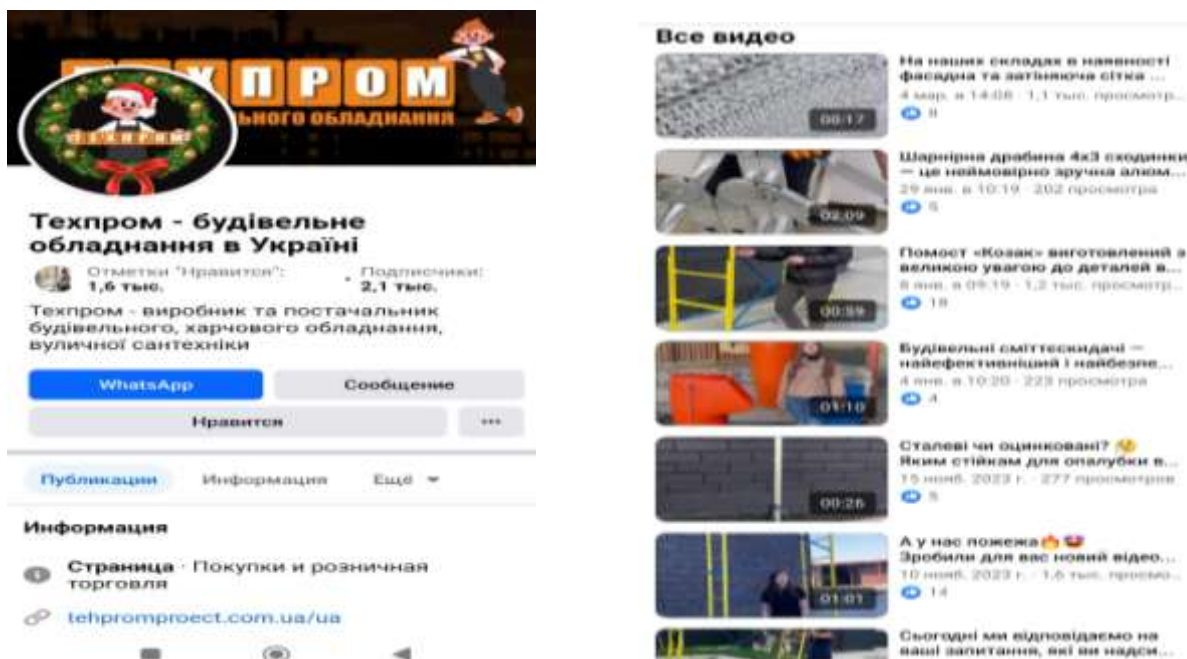 ПРОМ
ЬНОГО ОБЛАДНАННЯ
ТЕХПРОМ
Техпром - будівельне
обладнання в Україні
Отметки "Нравится":
1,6 тыс.
· Подписчики:
2,1 тыс.
Техпром - виробник та постачальник
будівельного, харчового обладнання,
вуличної сантехніки
WhatsApp
Сообщение
Нравится
•••
Публикации
Информация
Ещё
Информация
Страница · Покупки и розничная
торговля
tehpromproect.com.ua/ua
Все видео
00:17
На наших складах в наявності
фасадна та затіняюча сітка ...
4 мар. в 14:08 · 1,1 тыс. просмотр...
8
02:09
Шарнірна драбина 4х3 сходинки
— це неймовірно зручна алюм...
29 янв. в 10:19 · 202 просмотра
5
00:59
Помост «Козак» виготовлений з
великою увагою до деталей в...
8 янв. в 09:19 · 1,2 тыс. просмотр...
18
01:10
Будівельні сміттєскидачі —
найефективніший і найбезпе...
4 янв. в 10:20 · 223 просмотра
4
00:26
Сталеві чи оцинковані?
Яким стійкам для опалубки в...
15 нояб. 2023 г. · 277 просмотров
5
01:01
А у нас пожежа
Зробили для вас новий відео...
10 нояб. 2023 г. · 1,6 тыс. просмо...
14
Сьогодні ми відповідаємо на
ваші запитання, які ви надси...